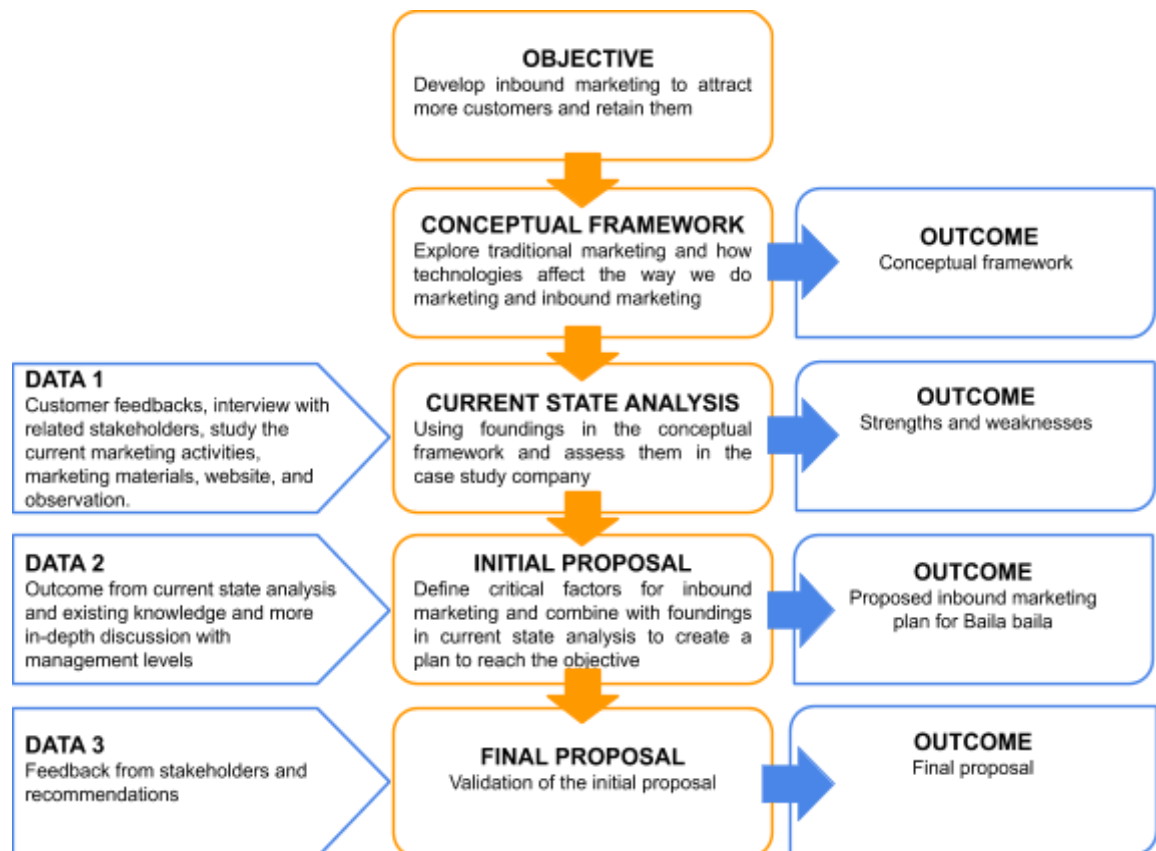 OBJECTIVE
Develop inbound marketing to attract
more customers and retain them
CONCEPTUAL FRAMEWORK
Explore traditional marketing and how
technologies affect the way we do
marketing and inbound marketing
OUTCOME
Conceptual framework
DATA 1
Customer feedbacks, interview with
related stakeholders, study the
current marketing activities,
marketing materials, website, and
observation.
CURRENT STATE ANALYSIS
Using foundings in the conceptual
framework and assess them in the
case study company
OUTCOME
Strengths and weaknesses
DATA 2
Outcome from current state analysis
and existing knowledge and more
in-depth discussion with
management levels
INITIAL PROPOSAL
Define critical factors for inbound
marketing and combine with foundings
in current state analysis to create a
plan to reach the objective
OUTCOME
Proposed inbound marketing
plan for Baila baila
DATA 3
Feedback from stakeholders and
recommendations
FINAL PROPOSAL
Validation of the initial proposal
OUTCOME
Final proposal